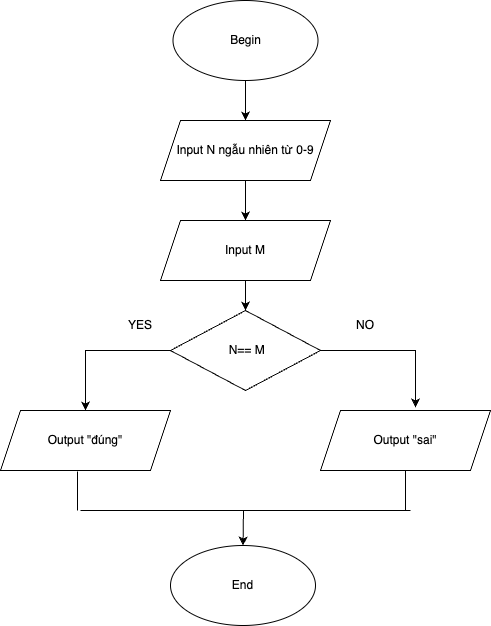 Begin
Input N ngẫu nhiên từ 0-9
Input M
YES
NO
N== M
Output "đúng"
Output "sai"
End